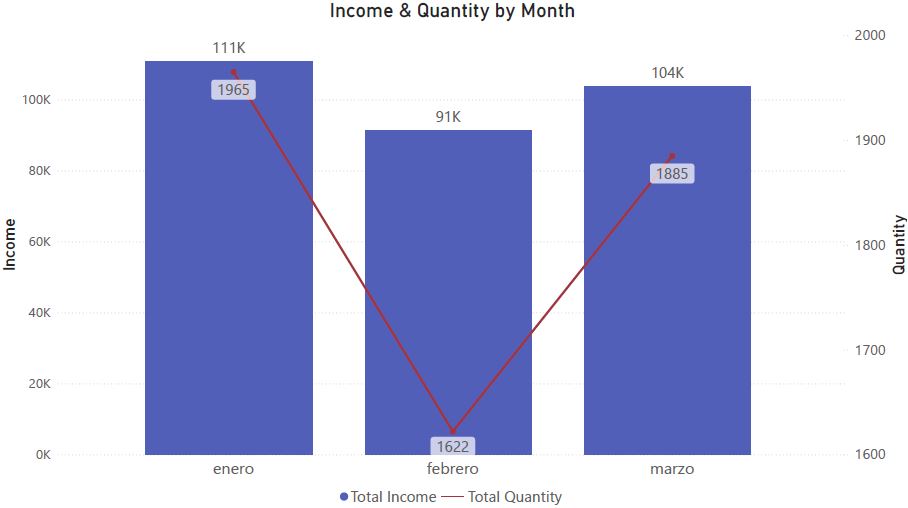 Income & Quantity by Month
111K
91K
104K
1965
1622
1885
Income
100K
80K
60K
40K
20K
0K
Quantity
2000
1900
1800
1700
1600
enero
febrero
marzo
Total Income
Total Quantity